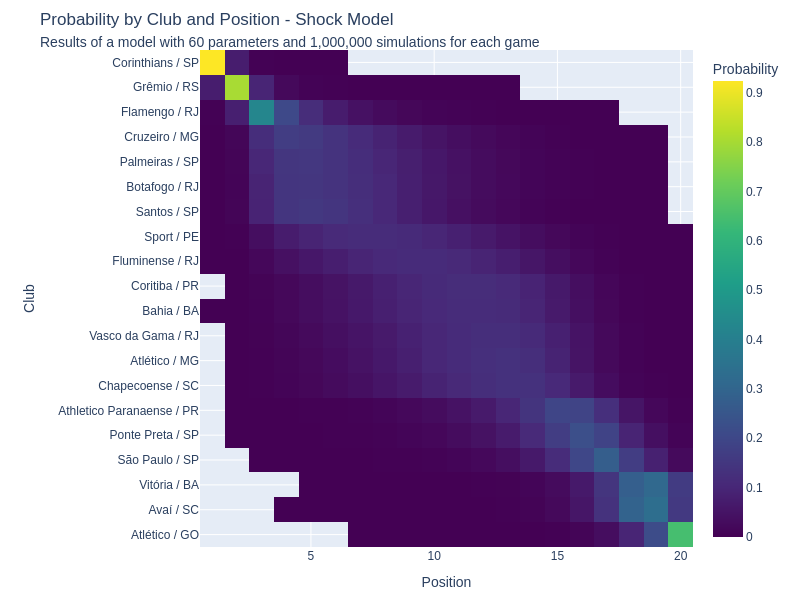 Probability by Club and Position - Shock Model
Results of a model with 60 parameters and 1,000,000 simulations for each game
Corinthians / SP
Grêmio / RS
Flamengo / RJ
Cruzeiro / MG
Palmeiras / SP
Botafogo / RJ
Santos / SP
Sport / PE
Fluminense / RJ
Coritiba / PR
Bahia / BA
Vasco da Gama / RJ
Atlético / MG
Chapecoense / SC
Athletico Paranaense / PR
Ponte Preta / SP
São Paulo / SP
Vitória / BA
Avaí / SC
Atlético / GO
Club
5
10
15
20
Position
Probability
0.9
0.8
0.7
0.6
0.5
0.4
0.3
0.2
0.1
0